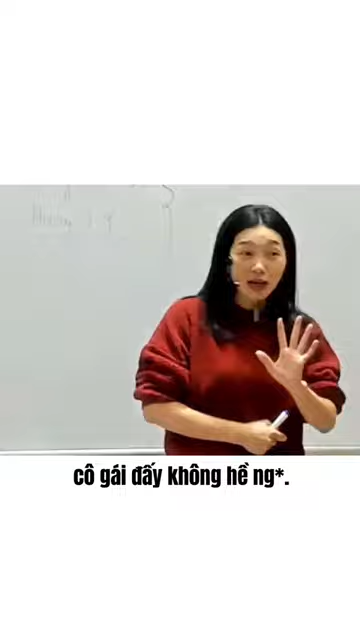 cô gái đấy không hề ng*.